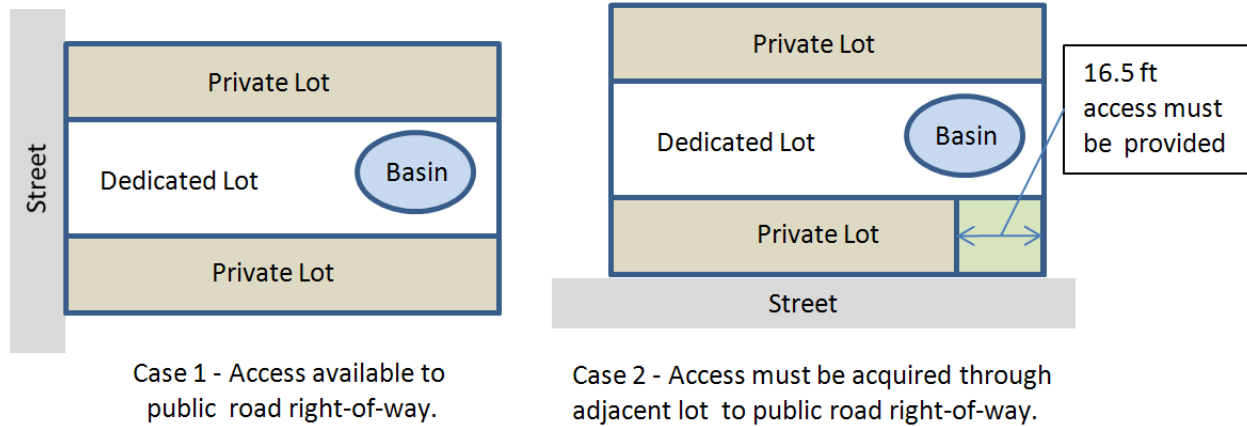 Street
Private Lot
Dedicated Lot
Basin
Private Lot
Case 1 - Access available to
public road right-of-way.
Private Lot
Dedicated Lot
Basin
Private Lot
Street
16.5 ft
access must
be provided
Case 2 - Access must be acquired through
adjacent lot to public road right-of-way.